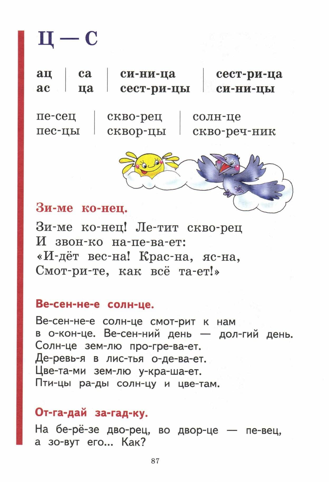 Ц — С
ац са си-ни-ца сест-ри-ца
ас ца сест-ри-цы си-ни-цы
пе-сец скво-рец солн-це
пес-цы сквор-цы скво-реч-ник
Зи-ме ко-нец.
Зи-ме ко-нец! Ле-тит скво-рец
И звон-ко на-пе-ва-ет:
«И-дёт вес-на! Крас-на, яс-на,
Смот-ри-те, как всё та-ет!»
Ве-сен-не-е солн-це.
Ве-сен-не-е солн-це смот-рит к нам
в о-кон-це. Ве-сен-ний день — дол-гий день.
Солн-це зем-лю про-гре-ва-ет.
Де-ревь-я в лис-тья о-де-ва-ет.
Цве-та-ми зем-лю у-кра-ша-ет.
Пти-цы ра-ды солн-цу и цве-там.
От-га-дай за-гад-ку.
На бе-рё-зе дво-рец, во двор-це — пе-вец,
а зо-вут его... Как?
87